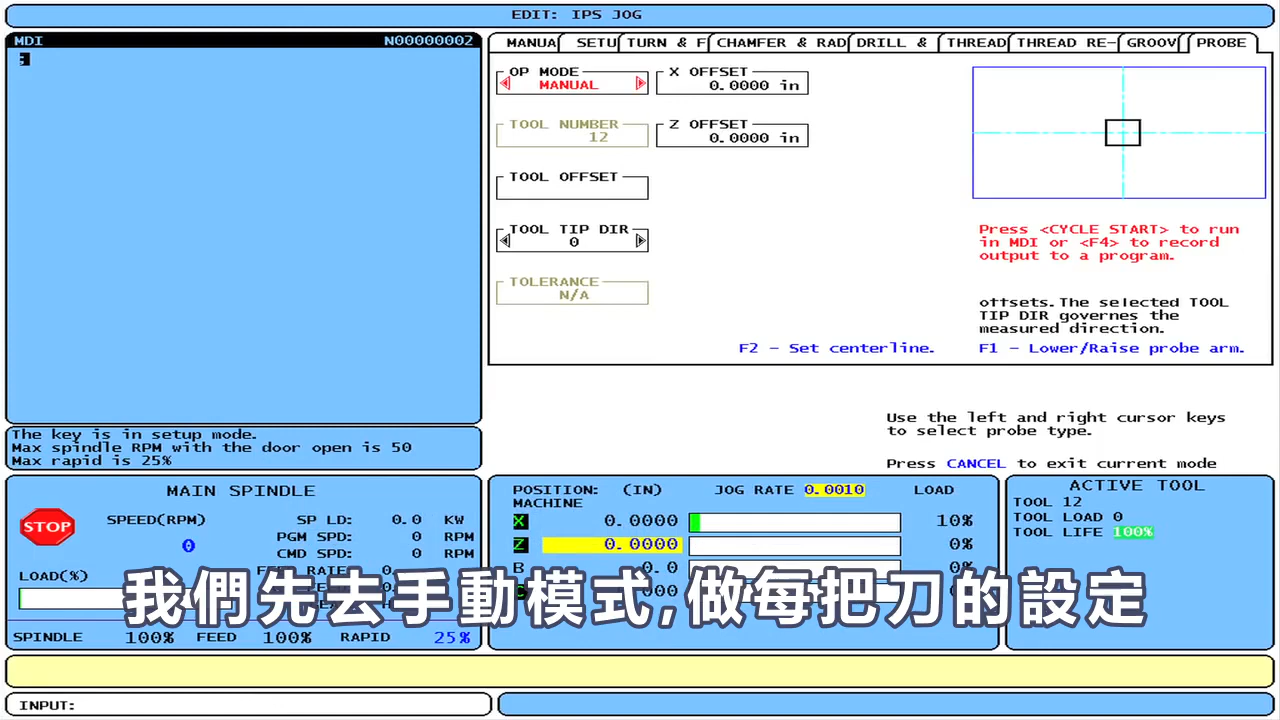 EDIT: IPS JOG
MDI N00000002
MANUA SETU TURN & F CHAMFER & RAD DRILL & THREAD THREAD RE- GROOV PROBE
OP MODE
MANUAL
X OFFSET
0.0000 in
TOOL NUMBER
12
Z OFFSET
0.0000 in
TOOL OFFSET
TOOL TIP DIR
0
TOLERANCE
N/A
Press <CYCLE START> to run
in MDI or <F4> to record
output to a program.
offsets.The selected TOOL
TIP DIR governes the
measured direction.
F2 - Set centerline.
F1 - Lower/Raise probe arm.
Use the left and right cursor keys
to select probe type.
Press CANCEL to exit current mode
The key is in setup mode.
Max spindle RPM with the door open is 50
Max rapid is 25%
MAIN SPINDLE
STOP
SPEED(RPM)
0
SP LD: 0.0 KW
PGM SPD: 0 RPM
CMD SPD: 0 RPM
LOAD(%)
SPINDLE 100% FEED 100% RAPID 25%
POSITION: (IN) JOG RATE 0.0010 LOAD
MACHINE
X 0.0000 10%
Z 0.0000 0%
B
ACTIVE TOOL
TOOL 12
TOOL LOAD 0
TOOL LIFE 100%
我們先去手動模式,做每把刀的設定
INPUT: